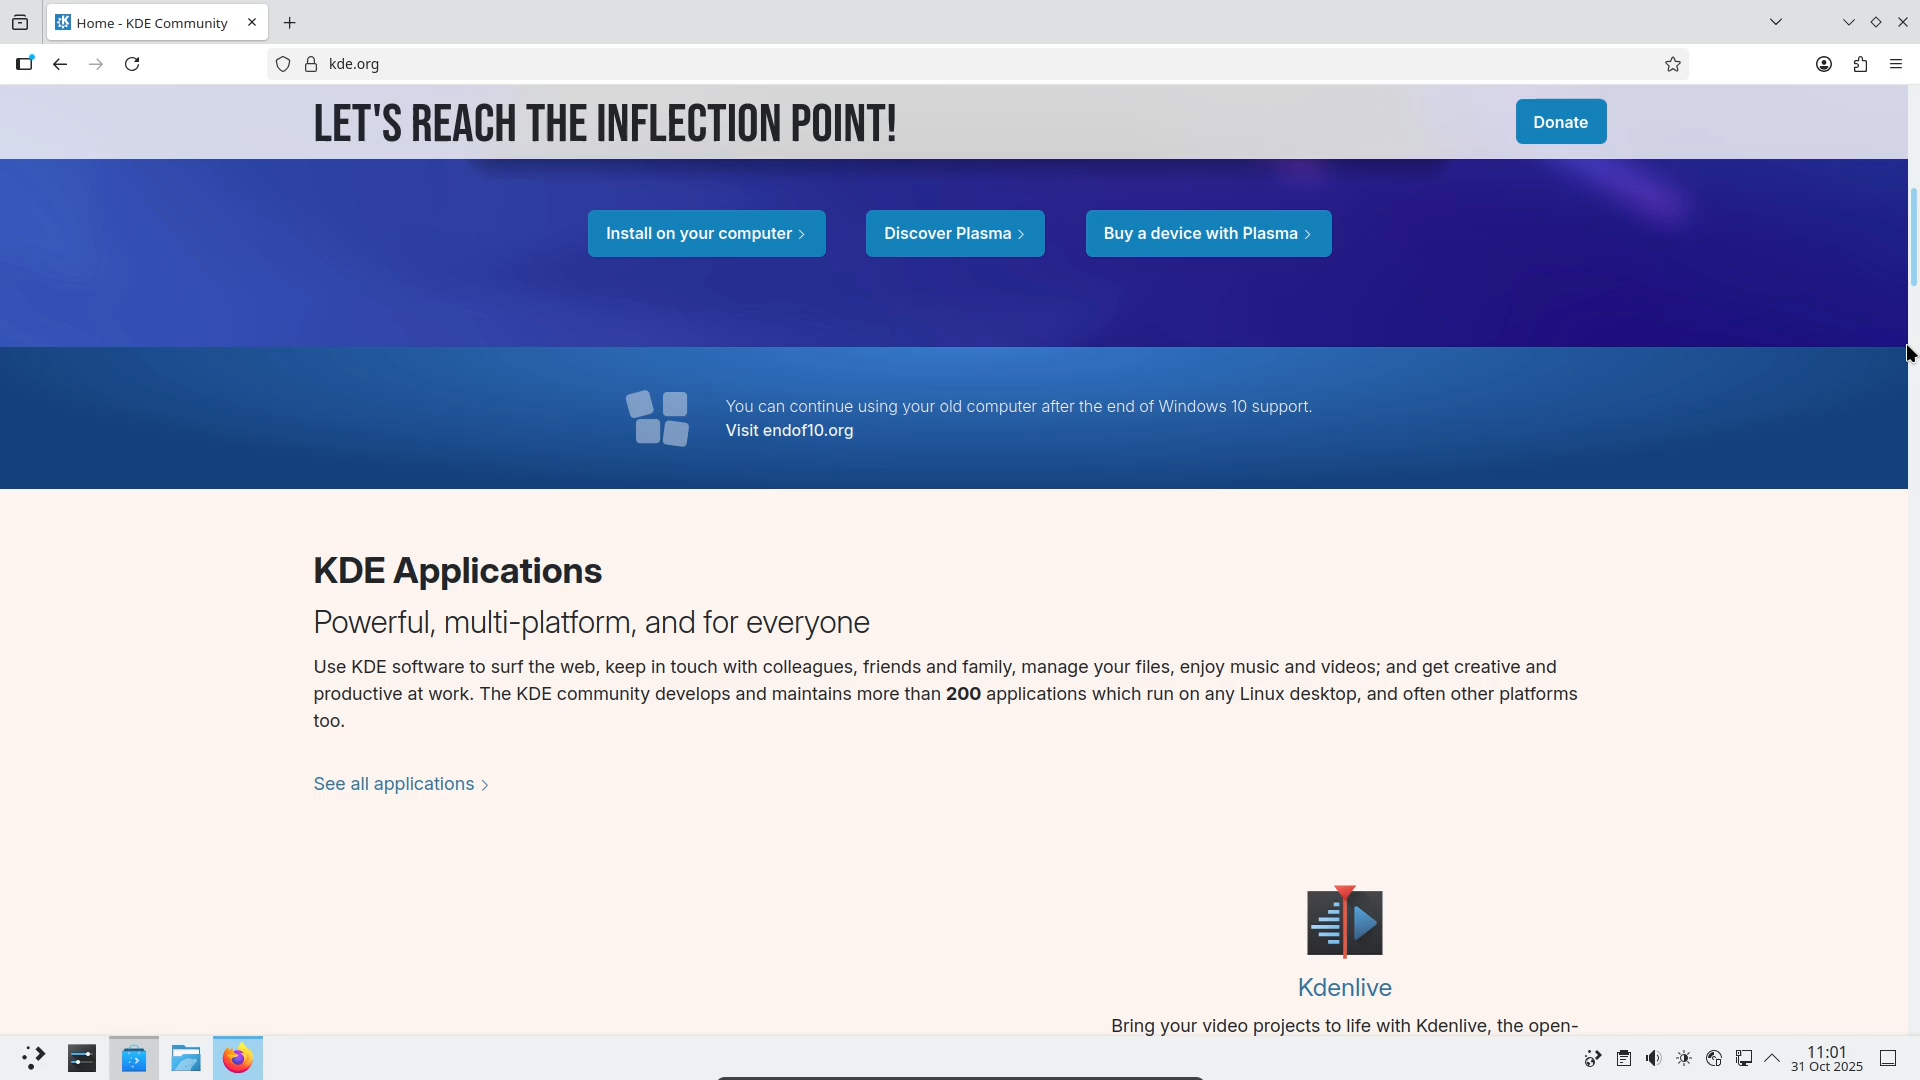 Home - KDE Community
kde.org
LET'S REACH THE INFLECTION POINT!
Donate
Install on your computer
Discover Plasma
Buy a device with Plasma
You can continue using your old computer after the end of Windows 10 support.
Visit endof10.org
KDE Applications
Powerful, multi-platform, and for everyone
Use KDE software to surf the web, keep in touch with colleagues, friends and family, manage your files, enjoy music and videos; and get creative and
productive at work. The KDE community develops and maintains more than 200 applications which run on any Linux desktop, and often other platforms
too.
See all applications
Kdenlive
Bring your video projects to life with Kdenlive, the open-
11:01
31 Oct 2025